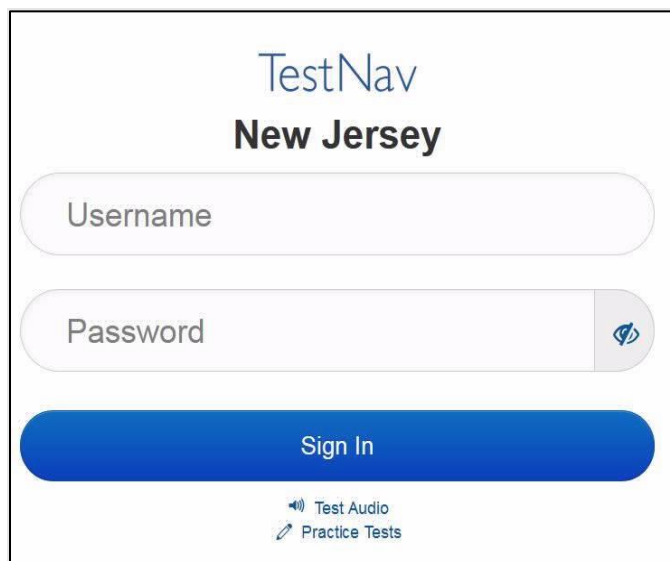 TestNav
New Jersey
Username
Password
Sign In
Test Audio
Practice Tests